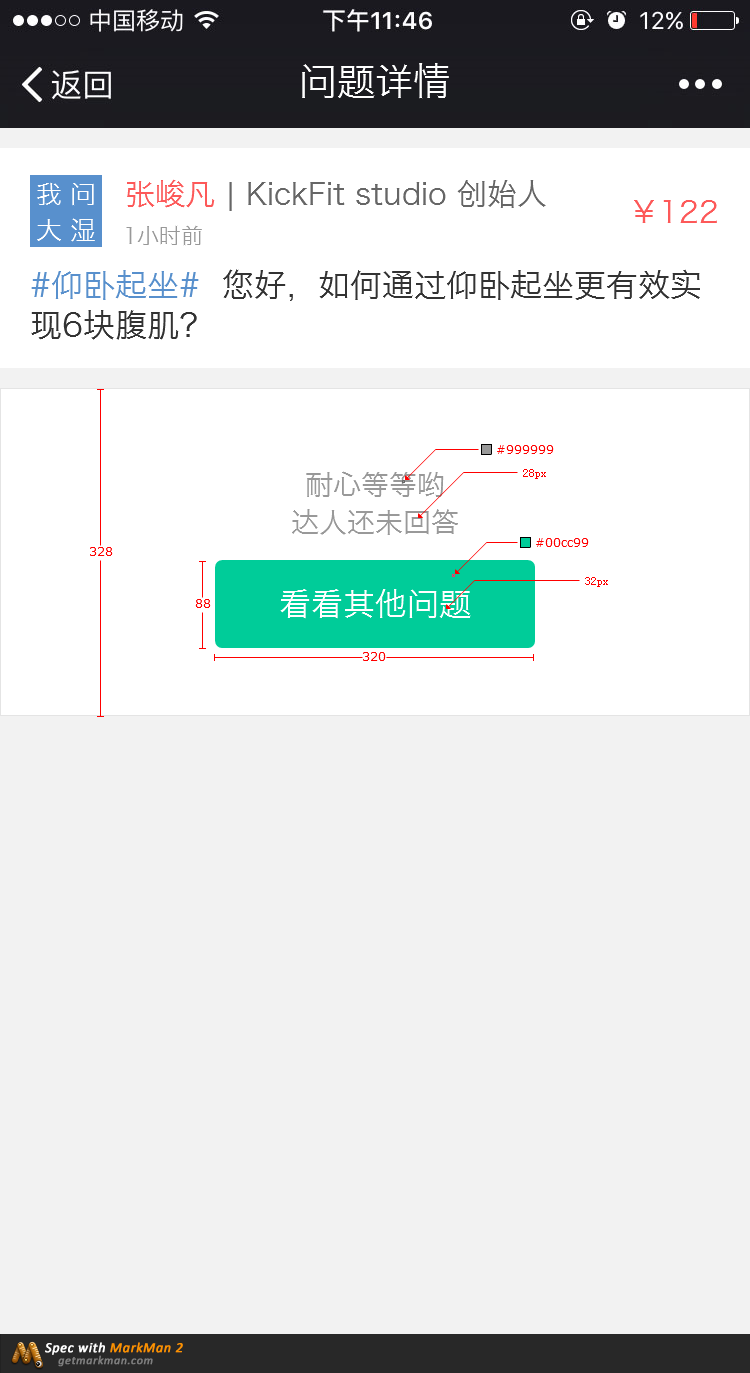 中国移动
下午11:46
12%
返回
问题详情
我问
大湿
张峻凡 | KickFit studio 创始人
1小时前
￥122
#仰卧起坐# 您好，如何通过仰卧起坐更有效实
现6块腹肌?
#999999
28px
耐心等等哟
达人还未回答
#00cc99
32px
328
88
看看其他问题
320
Spec with MarkMan 2
getmarkman.com